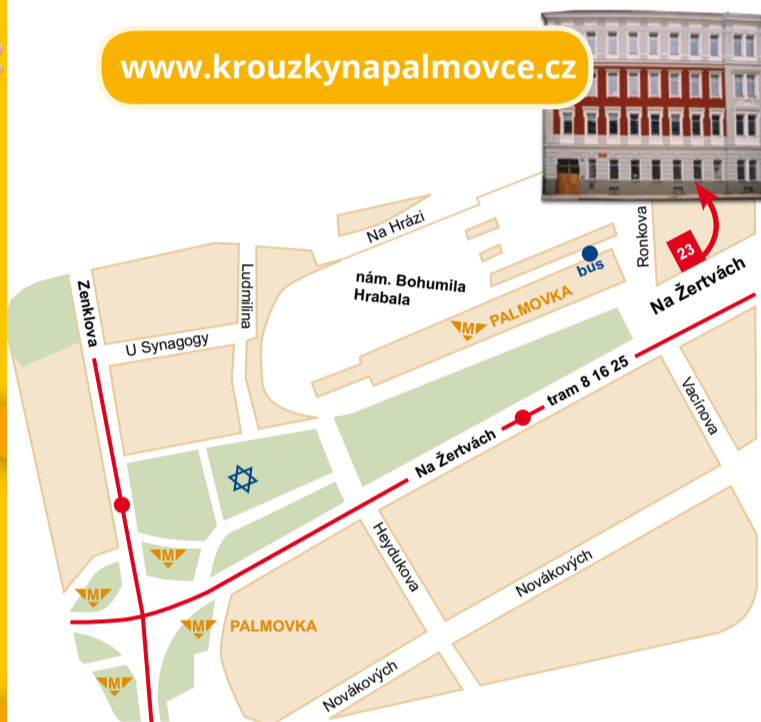 www.krouzkynapalmovce.cz
Na Hrázi
Ronkova
23
bus
nám. Bohumila
Hrabala
Na Žertvách
Zenklova
Ludmilina
M PALMOVKA
U Synagogy
tram 8 16 25
Vacínova
Na Žertvách
M
Heydukova
Novákových
M
M PALMOVKA
Novákových
M